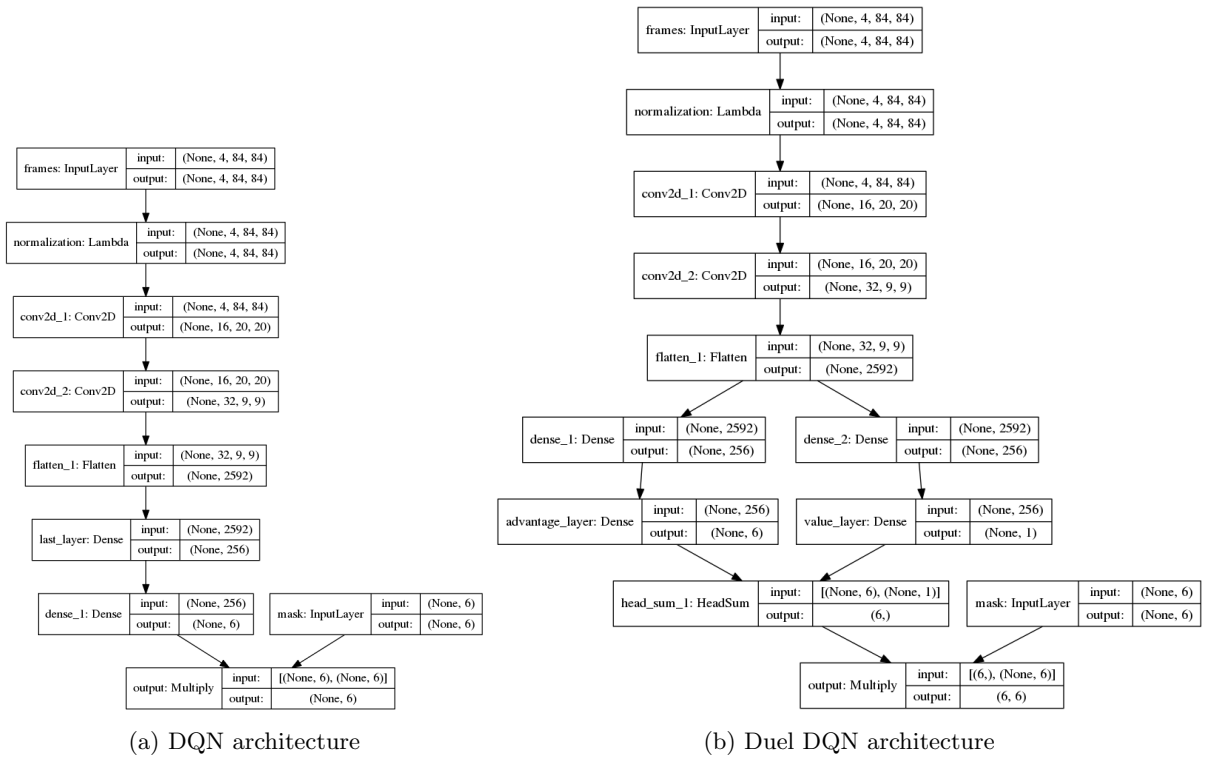 frames: InputLayer
input: (None, 4, 84, 84)
output: (None, 4, 84, 84)
normalization: Lambda
input: (None, 4, 84, 84)
output: (None, 4, 84, 84)
conv2d_1: Conv2D
input: (None, 4, 84, 84)
output: (None, 16, 20, 20)
conv2d_2: Conv2D
input: (None, 16, 20, 20)
output: (None, 32, 9, 9)
flatten_1: Flatten
input: (None, 32, 9, 9)
output: (None, 2592)
last_layer: Dense
input: (None, 2592)
output: (None, 256)
dense_1: Dense
input: (None, 256)
output: (None, 6)
mask: InputLayer
input: (None, 6)
output: (None, 6)
output: Multiply
input: [(None, 6), (None, 6)]
output: (None, 6)
(a) DQN architecture
frames: InputLayer
input: (None, 4, 84, 84)
output: (None, 4, 84, 84)
normalization: Lambda
input: (None, 4, 84, 84)
output: (None, 4, 84, 84)
conv2d_1: Conv2D
input: (None, 4, 84, 84)
output: (None, 16, 20, 20)
conv2d_2: Conv2D
input: (None, 16, 20, 20)
output: (None, 32, 9, 9)
flatten_1: Flatten
input: (None, 32, 9, 9)
output: (None, 2592)
dense_1: Dense
input: (None, 2592)
output: (None, 256)
dense_2: Dense
input: (None, 2592)
output: (None, 256)
advantage_layer: Dense
input: (None, 256)
output: (None, 6)
value_layer: Dense
input: (None, 256)
output: (None, 1)
head_sum_1: HeadSum
input: [(None, 6), (None, 1)]
output: (6,)
mask: InputLayer
input: (None, 6)
output: (None, 6)
output: Multiply
input: [(6,), (None, 6)]
output: (6, 6)
(b) Duel DQN architecture